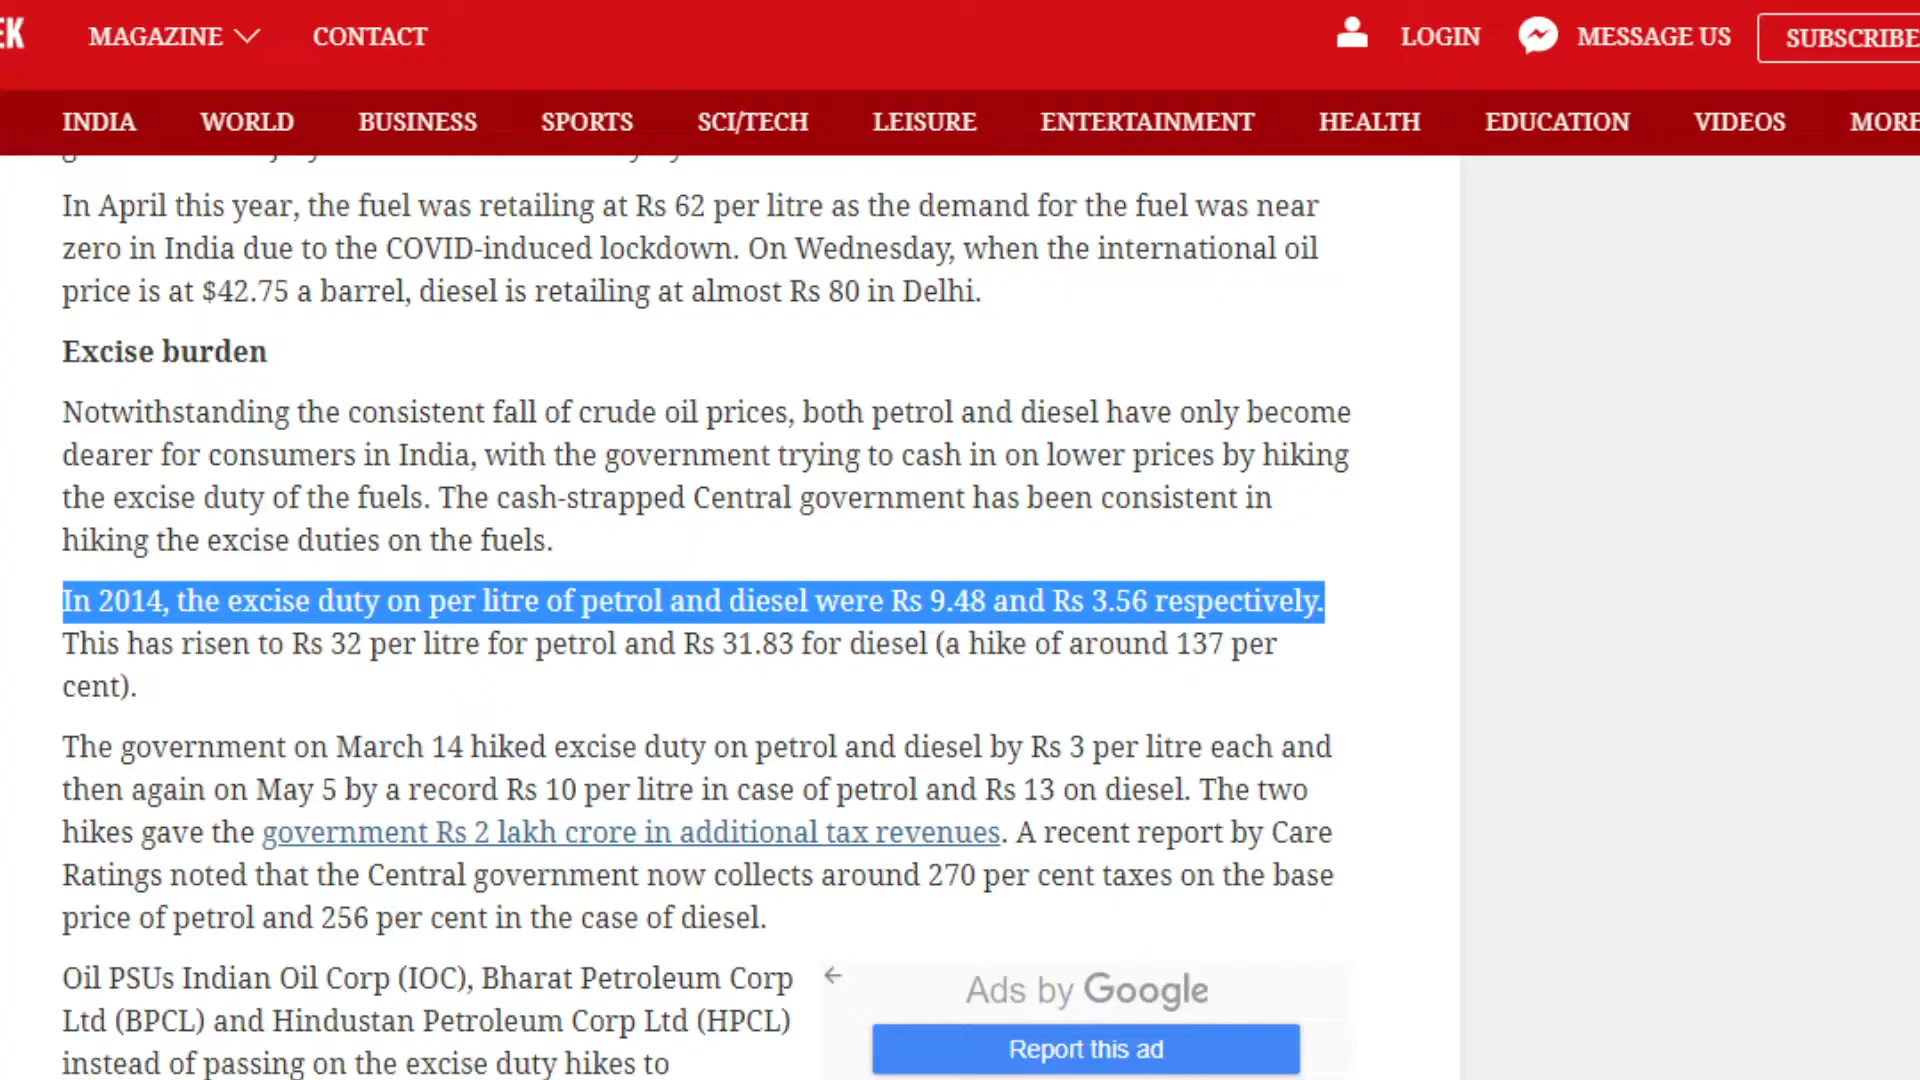 EK
MAGAZINE
CONTACT
LOGIN
MESSAGE US
SUBSCRIBE
INDIA
WORLD
BUSINESS
SPORTS
SCI/TECH
LEISURE
ENTERTAINMENT
HEALTH
EDUCATION
VIDEOS
MORE
In April this year, the fuel was retailing at Rs 62 per litre as the demand for the fuel was near
zero in India due to the COVID-induced lockdown. On Wednesday, when the international oil
price is at $42.75 a barrel, diesel is retailing at almost Rs 80 in Delhi.
Excise burden
Notwithstanding the consistent fall of crude oil prices, both petrol and diesel have only become
dearer for consumers in India, with the government trying to cash in on lower prices by hiking
the excise duty of the fuels. The cash-strapped Central government has been consistent in
hiking the excise duties on the fuels.
In 2014, the excise duty on per litre of petrol and diesel were Rs 9.48 and Rs 3.56 respectively.
This has risen to Rs 32 per litre for petrol and Rs 31.83 for diesel (a hike of around 137 per
cent).
The government on March 14 hiked excise duty on petrol and diesel by Rs 3 per litre each and
then again on May 5 by a record Rs 10 per litre in case of petrol and Rs 13 on diesel. The two
hikes gave the government Rs 2 lakh crore in additional tax revenues. A recent report by Care
Ratings noted that the Central government now collects around 270 per cent taxes on the base
price of petrol and 256 per cent in the case of diesel.
Oil PSUs Indian Oil Corp (IOC), Bharat Petroleum Corp
Ltd (BPCL) and Hindustan Petroleum Corp Ltd (HPCL)
instead of passing on the excise duty hikes to
Ads by Google
Report this ad